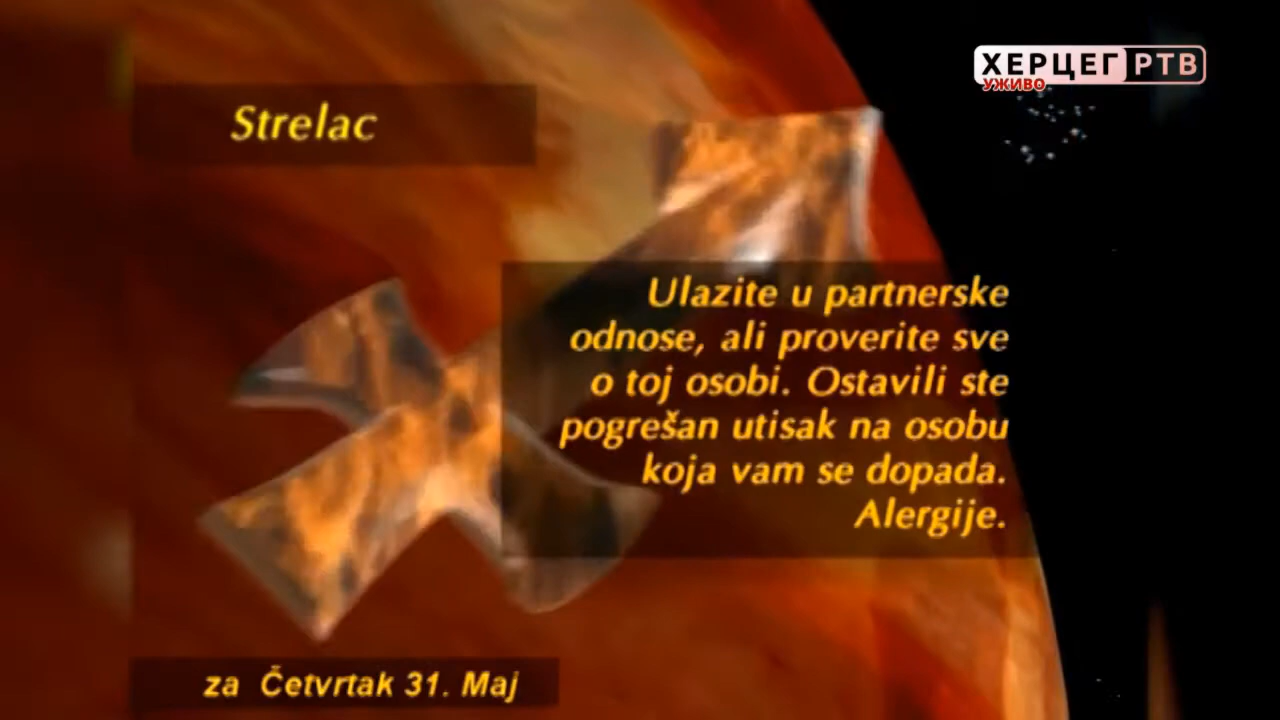 ХЕРЦЕГ РТВ
УЖИВО
Strelac
Ulazite u partnerske
odnose, ali proverite sve
o toj osobi. Ostavili ste
pogrešan utisak na osobu
koja vam se dopada.
Alergije.
za Četvrtak 31. Maj